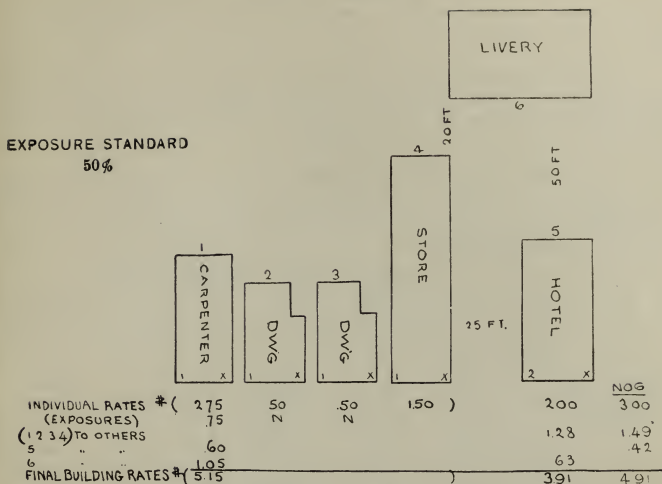 LIVERY
6
20 FT
50 FT
EXPOSURE STANDARD
50%
4
STORE
1 X
5
HOTEL
2 X
1
CARPENTER
1 X
2
DWG
1 X
3
DWG
1 X
25 FT.
NOG
INDIVIDUAL RATES #( 275 50 .50 1.50 ) 200 300
(EXPOSURES) .75 N N
(1 2 3 4) TO OTHERS 1.28 1.49
5 " " .60 .42
6 " " 1.05 63
FINAL BUILDING RATES #( 5.15 ) 391 491